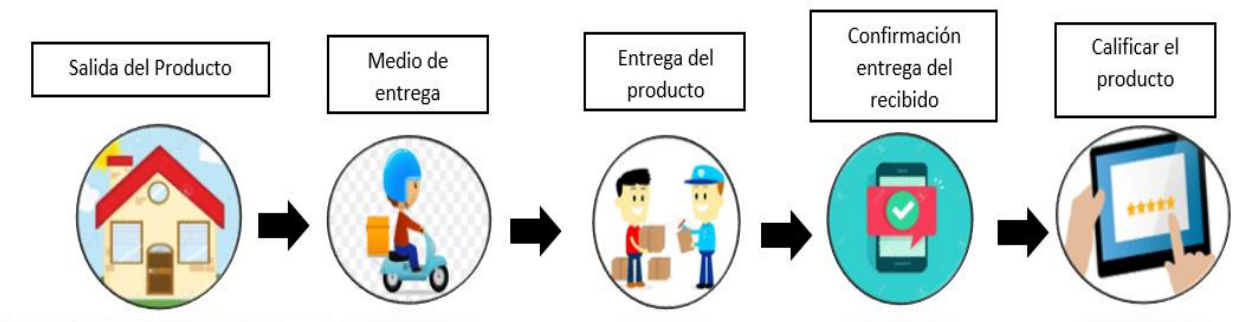 Salida del Producto
Medio de
entrega
Entrega del
producto
Confirmación
entrega del
recibido
Calificar el
producto